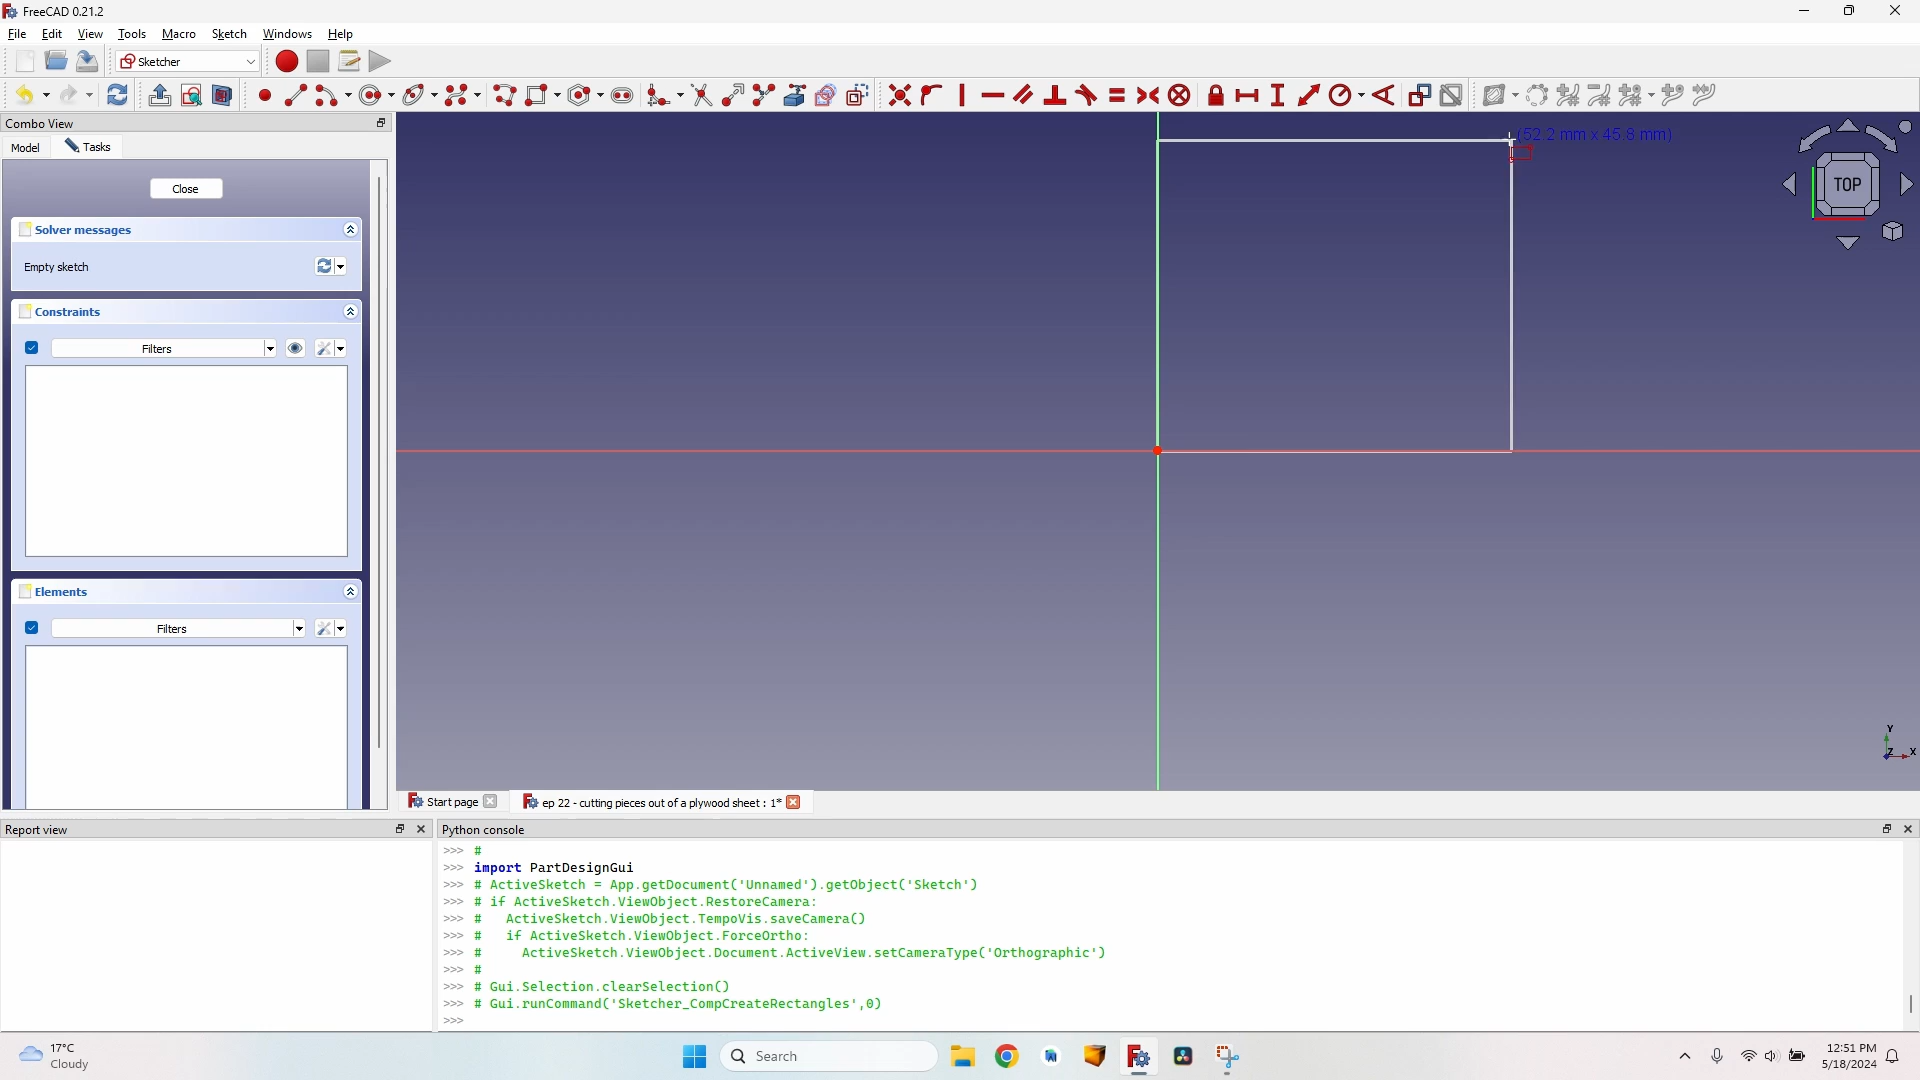 FreeCAD 0.21.2
File Edit View Tools Macro Sketch Windows Help
Sketcher
Combo View
Model Tasks
(52.2 mm x 45.8 mm)
TOP
Close
Solver messages
Empty sketch
Constraints
Filters
Elements
Filters
Y
Z X
Start page ep 22 - cutting pieces out of a plywood sheet : 1*
Report view
Python console
>>> #
>>> import PartDesignGui
>>> # ActiveSketch = App.getDocument('Unnamed').getObject('Sketch')
>>> # if ActiveSketch.ViewObject.RestoreCamera:
>>> #   ActiveSketch.ViewObject.TempoVis.saveCamera()
>>> #   if ActiveSketch.ViewObject.ForceOrtho:
>>> #     ActiveSketch.ViewObject.Document.ActiveView.setCameraType('Orthographic')
>>> #
>>> # Gui.Selection.clearSelection()
>>> # Gui.runCommand('Sketcher_CompCreateRectangles',0)
>>>
17°C
Cloudy
Search
12:51 PM
5/18/2024